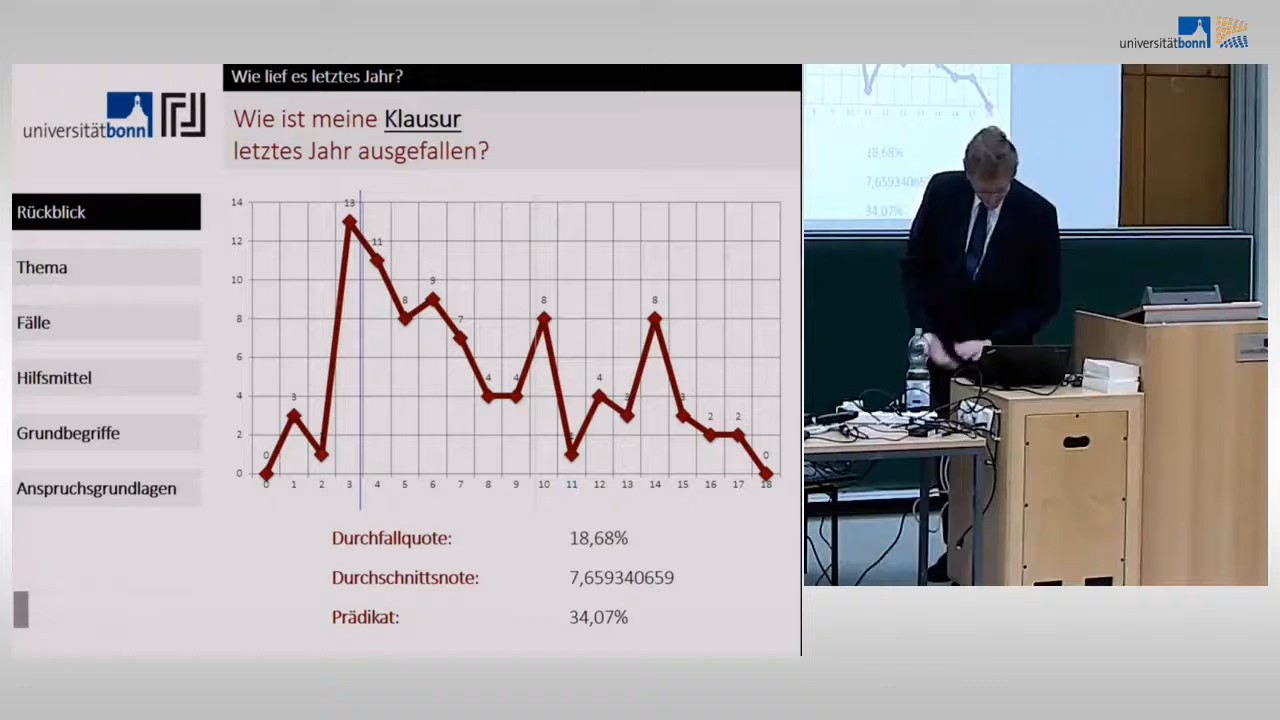 universitätbonn
Wie lief es letztes Jahr?
universitätbonn
Wie ist meine Klausur
letztes Jahr ausgefallen?
Rückblick
Thema
Fälle
Hilfsmittel
Grundbegriffe
Anspruchsgrundlagen
14
12
10
8
6
4
2
0
0
3
13
11
8
9
7
4
4
8
4
3
8
3
2
2
0
0 1 2 3 4 5 6 7 8 9 10 11 12 13 14 15 16 17 18
Durchfallquote: 18,68%
Durchschnittsnote: 7,659340659
Prädikat: 34,07%
18,68%
7,65934065
34,07%